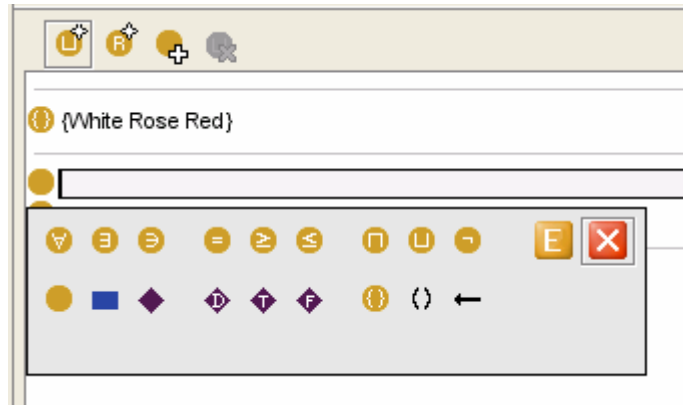 R
{White Rose Red}
∀ ∃ ∋ = ≥ ≤ ⊓ ⊔ ¬ E
D T F {} ()